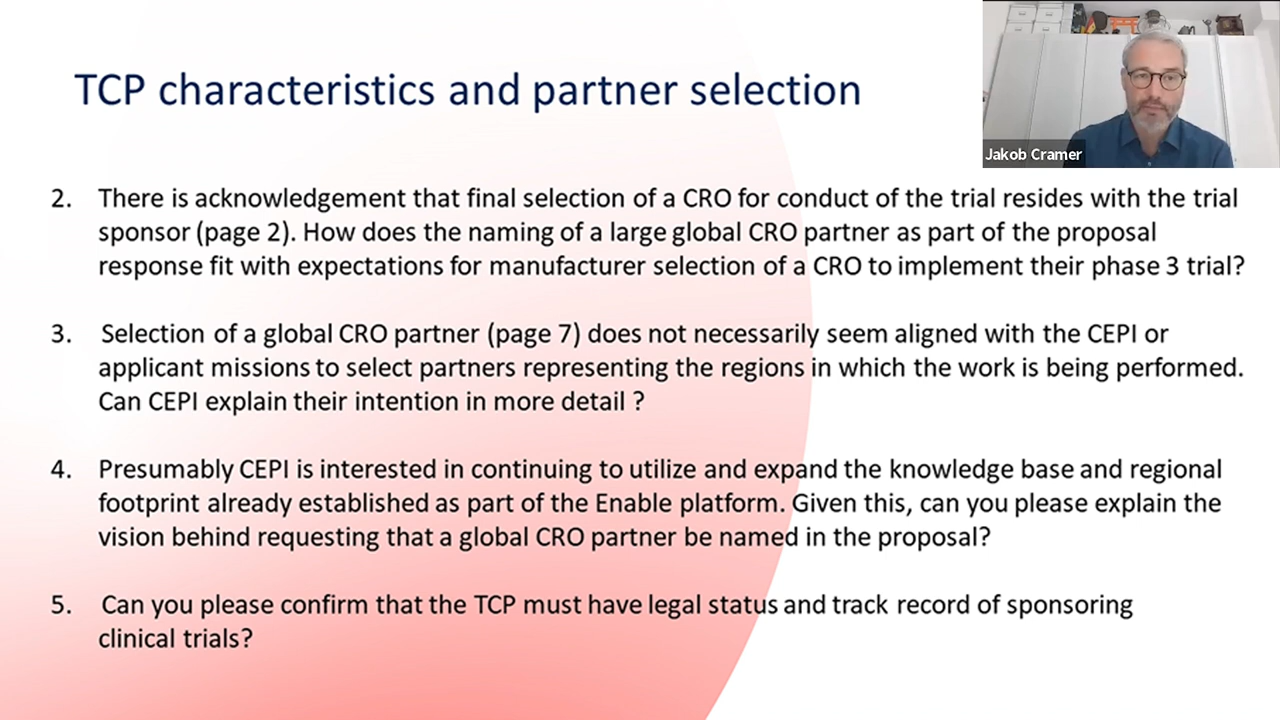 TCP characteristics and partner selection
Jakob Cramer
2. There is acknowledgement that final selection of a CRO for conduct of the trial resides with the trial
sponsor (page 2). How does the naming of a large global CRO partner as part of the proposal
response fit with expectations for manufacturer selection of a CRO to implement their phase 3 trial?
3. Selection of a global CRO partner (page 7) does not necessarily seem aligned with the CEPI or
applicant missions to select partners representing the regions in which the work is being performed.
Can CEPI explain their intention in more detail ?
4. Presumably CEPI is interested in continuing to utilize and expand the knowledge base and regional
footprint already established as part of the Enable platform. Given this, can you please explain the
vision behind requesting that a global CRO partner be named in the proposal?
5. Can you please confirm that the TCP must have legal status and track record of sponsoring
clinical trials?